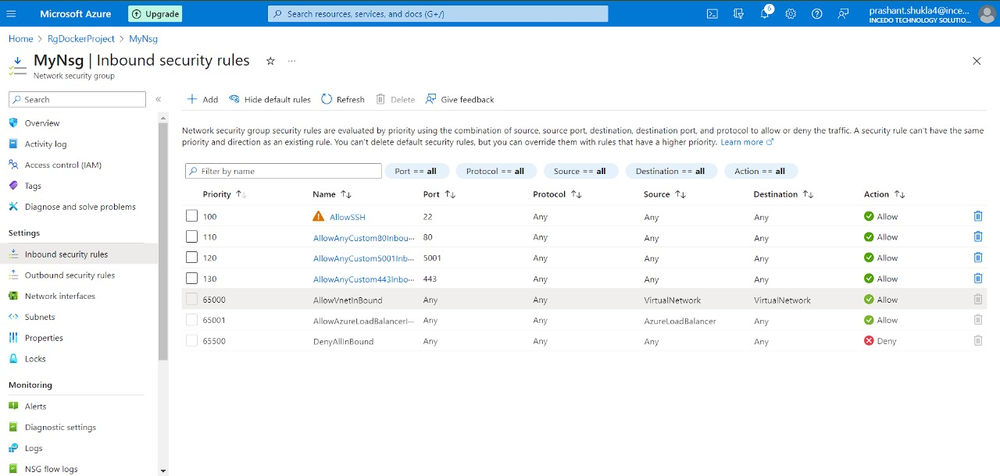 Microsoft Azure
Upgrade
Search resources, services, and docs (G+/)
6
prashant.shukla4@ince...
INCEDO TECHNOLOGY SOLUTIO...
Home > RgDockerProject > MyNsg
MyNsg | Inbound security rules ☆ ...
Network security group
Search
«
Overview
Activity log
Access control (IAM)
Tags
Diagnose and solve problems
Settings
Inbound security rules
Outbound security rules
Network interfaces
Subnets
Properties
Locks
Monitoring
Alerts
Diagnostic settings
Logs
NSG flow logs
Add Hide default rules Refresh Delete Give feedback
Network security group security rules are evaluated by priority using the combination of source, source port, destination, destination port, and protocol to allow or deny the traffic. A security rule can't have the same
priority and direction as an existing rule. You can't delete default security rules, but you can override them with rules that have a higher priority. Learn more
Filter by name Port == all Protocol == all Source == all Destination == all Action == all
Priority ↑↓ Name ↑↓ Port ↑↓ Protocol ↑↓ Source ↑↓ Destination ↑↓ Action ↑↓
100 AllowSSH 22 Any Any Any Allow
110 AllowAnyCustom80Inbou... 80 Any Any Any Allow
120 AllowAnyCustom5001Inb... 5001 Any Any Any Allow
130 AllowAnyCustom443Inbo... 443 Any Any Any Allow
65000 AllowVnetInBound Any Any VirtualNetwork VirtualNetwork Allow
65001 AllowAzureLoadBalancerI... Any Any AzureLoadBalancer Any Allow
65500 DenyAllInBound Any Any Any Any Deny